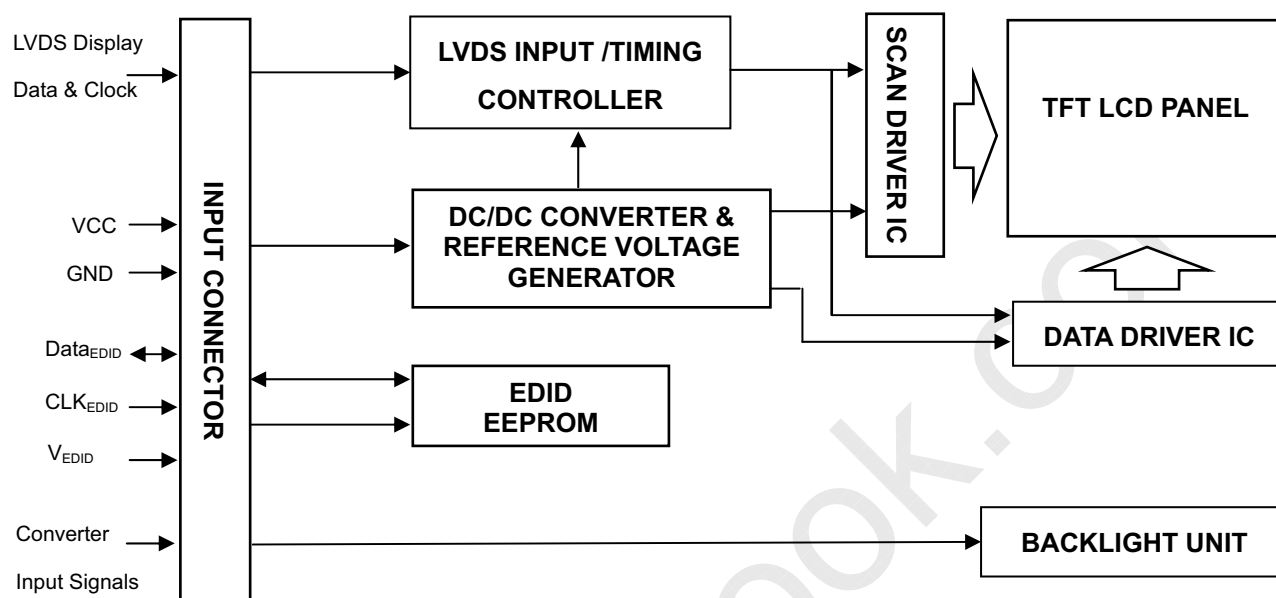 LVDS Display
Data & Clock
VCC
GND
DataEDID
CLKEDID
VEDID
Converter
Input Signals
INPUT CONNECTOR
LVDS INPUT /TIMING
CONTROLLER
DC/DC CONVERTER &
REFERENCE VOLTAGE
GENERATOR
EDID
EEPROM
SCAN DRIVER IC
TFT LCD PANEL
DATA DRIVER IC
BACKLIGHT UNIT